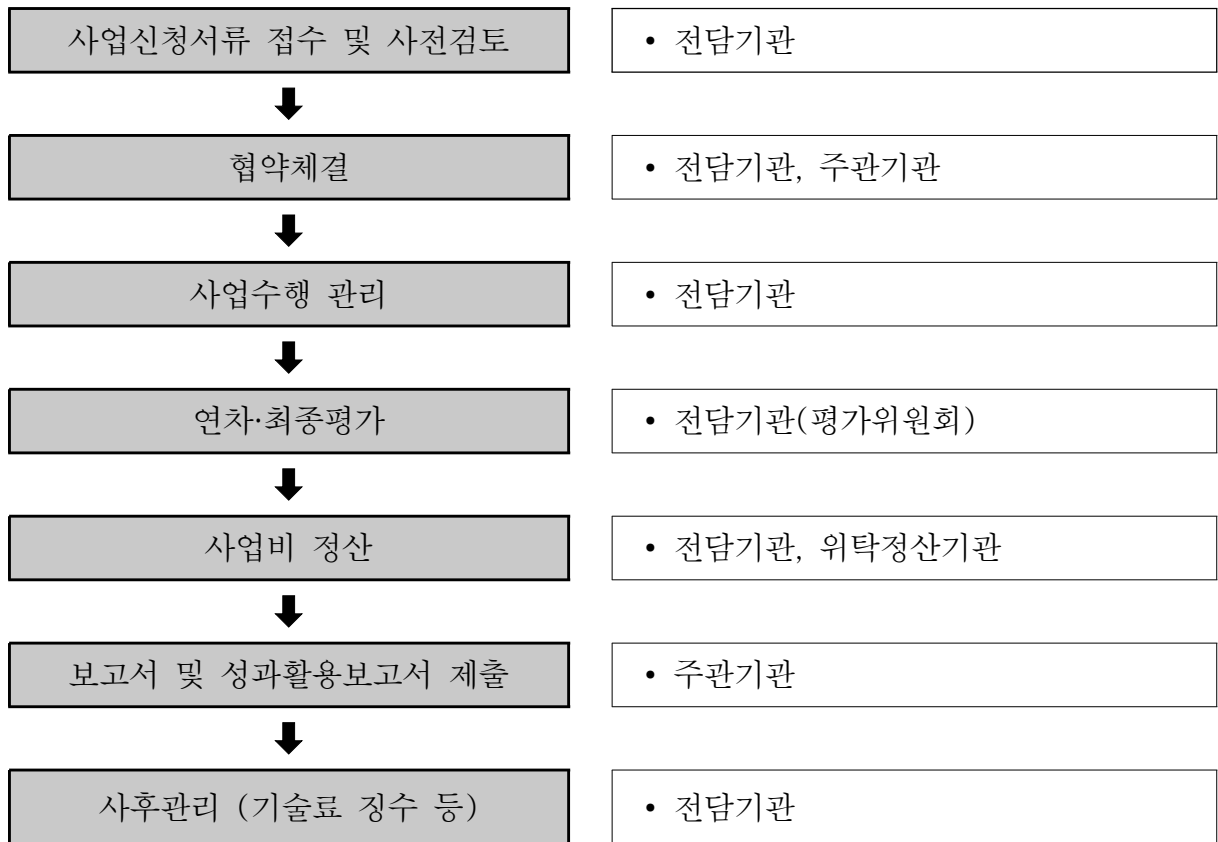 사업신청서류 접수 및 사전검토
• 전담기관
협약체결
• 전담기관, 주관기관
사업수행 관리
• 전담기관
연차·최종평가
• 전담기관(평가위원회)
사업비 정산
• 전담기관, 위탁정산기관
보고서 및 성과활용보고서 제출
• 주관기관
사후관리 (기술료 징수 등)
• 전담기관